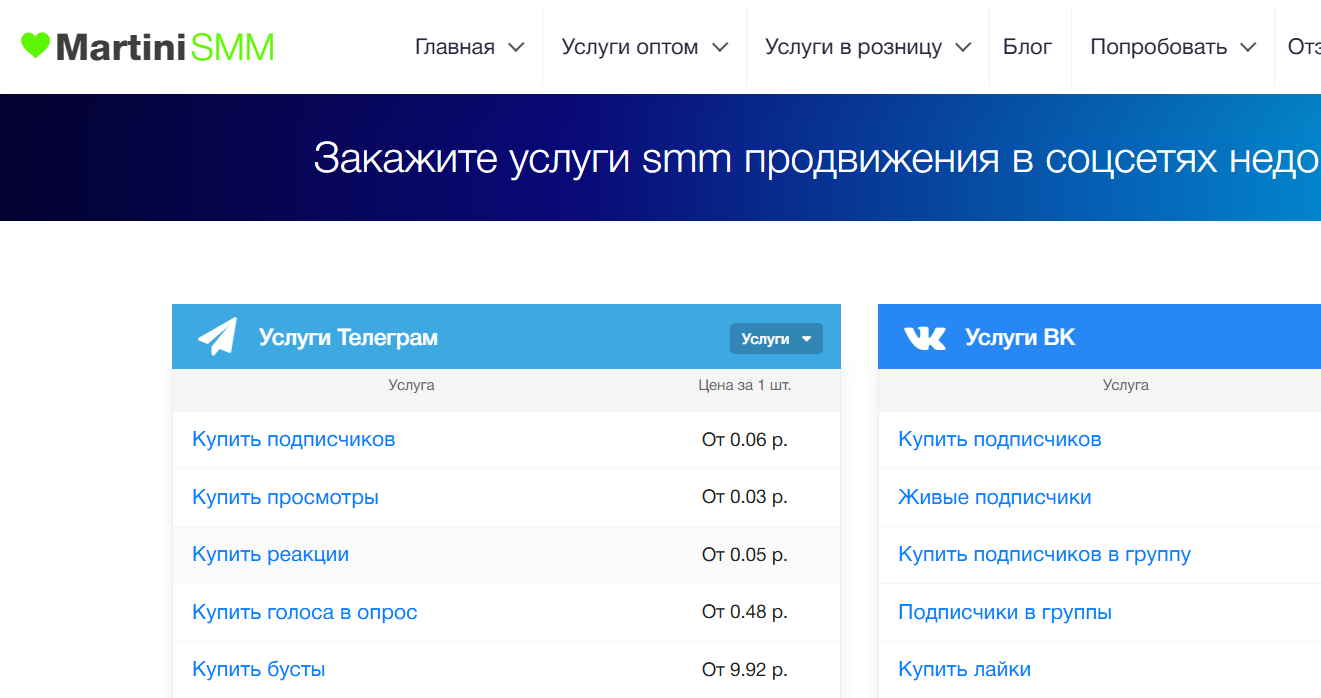 MartiniSMM
Главная Услуги оптом Услуги в розницу Блог Попробовать Отз
Закажите услуги smm продвижения в соцсетях недо
Услуги Телеграм Услуги
Услуга Цена за 1 шт.
Купить подписчиков От 0.06 р.
Купить просмотры От 0.03 р.
Купить реакции От 0.05 р.
Купить голоса в опрос От 0.48 р.
Купить бусты От 9.92 р.
Услуги ВК
Услуга
Купить подписчиков
Живые подписчики
Купить подписчиков в группу
Подписчики в группы
Купить лайки